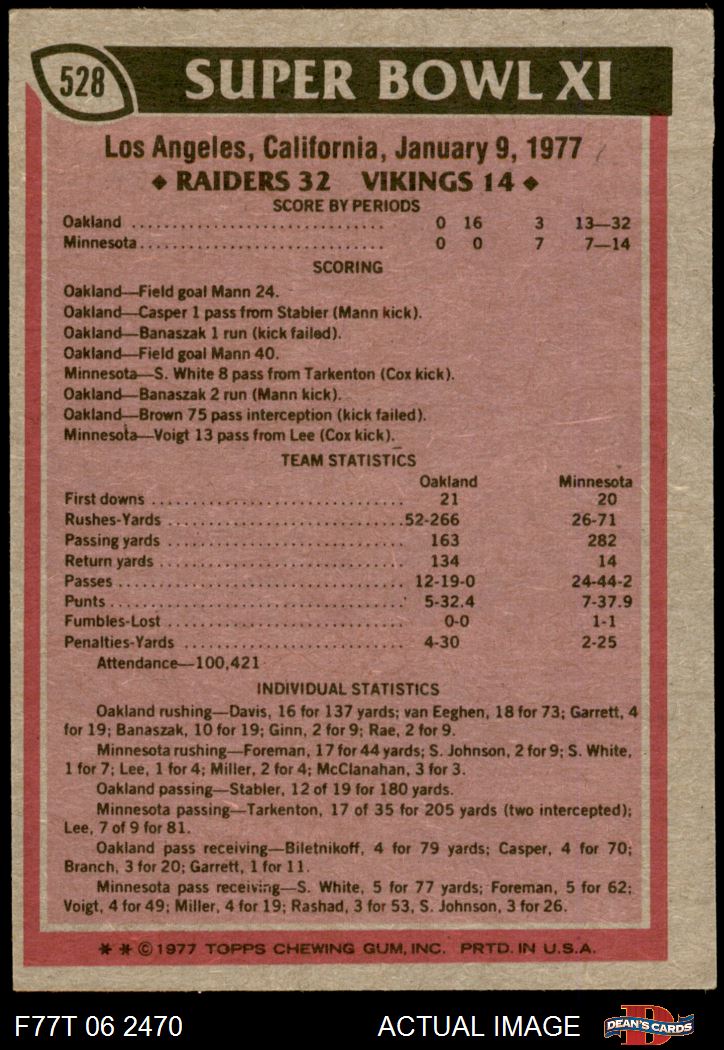 528 SUPER BOWL XI
Los Angeles, California, January 9, 1977
◆ RAIDERS 32 VIKINGS 14 ◆
SCORE BY PERIODS
Oakland .............................. 0 16 3 13—32
Minnesota.............................. 0 0 7 7—14
SCORING
Oakland—Field goal Mann 24.
Oakland—Casper 1 pass from Stabler (Mann kick).
Oakland—Banaszak 1 run (kick failed).
Oakland—Field goal Mann 40.
Minnesota—S. White 8 pass from Tarkenton (Cox kick).
Oakland—Banaszak 2 run (Mann kick).
Oakland—Brown 75 pass interception (kick failed).
Minnesota—Voigt 13 pass from Lee (Cox kick).
TEAM STATISTICS
Oakland Minnesota
First downs .............................. 21 20
Rushes-Yards ............................52-266 26-71
Passing yards ............................ 163 282
Return yards ............................ 134 14
Passes .................................. 12-19-0 24-44-2
Punts .................................. 5-32.4 7-37.9
Fumbles-Lost ............................ 0-0 1-1
Penalties-Yards .......................... 4-30 2-25
Attendance—100,421
INDIVIDUAL STATISTICS
Oakland rushing—Davis, 16 for 137 yards; van Eeghen, 18 for 73; Garrett, 4
for 19; Banaszak, 10 for 19; Ginn, 2 for 9; Rae, 2 for 9.
Minnesota rushing—Foreman, 17 for 44 yards; S. Johnson, 2 for 9; S. White,
1 for 7; Lee, 1 for 4; Miller, 2 for 4; McClanahan, 3 for 3.
Oakland passing—Stabler, 12 of 19 for 180 yards.
Minnesota passing—Tarkenton, 17 of 35 for 205 yards (two intercepted);
Lee, 7 of 9 for 81.
Oakland pass receiving—Biletnikoff, 4 for 79 yards; Casper, 4 for 70;
Branch, 3 for 20; Garrett, 1 for 11.
Minnesota pass receiving—S. White, 5 for 77 yards; Foreman, 5 for 62;
Voigt, 4 for 49; Miller, 4 for 19; Rashad, 3 for 53, S. Johnson, 3 for 26.
* * © 1977 TOPPS CHEWING GUM, INC. PRTD. IN U.S.A.
F77T 06 2470 ACTUAL IMAGE D DEAN'S CARDS